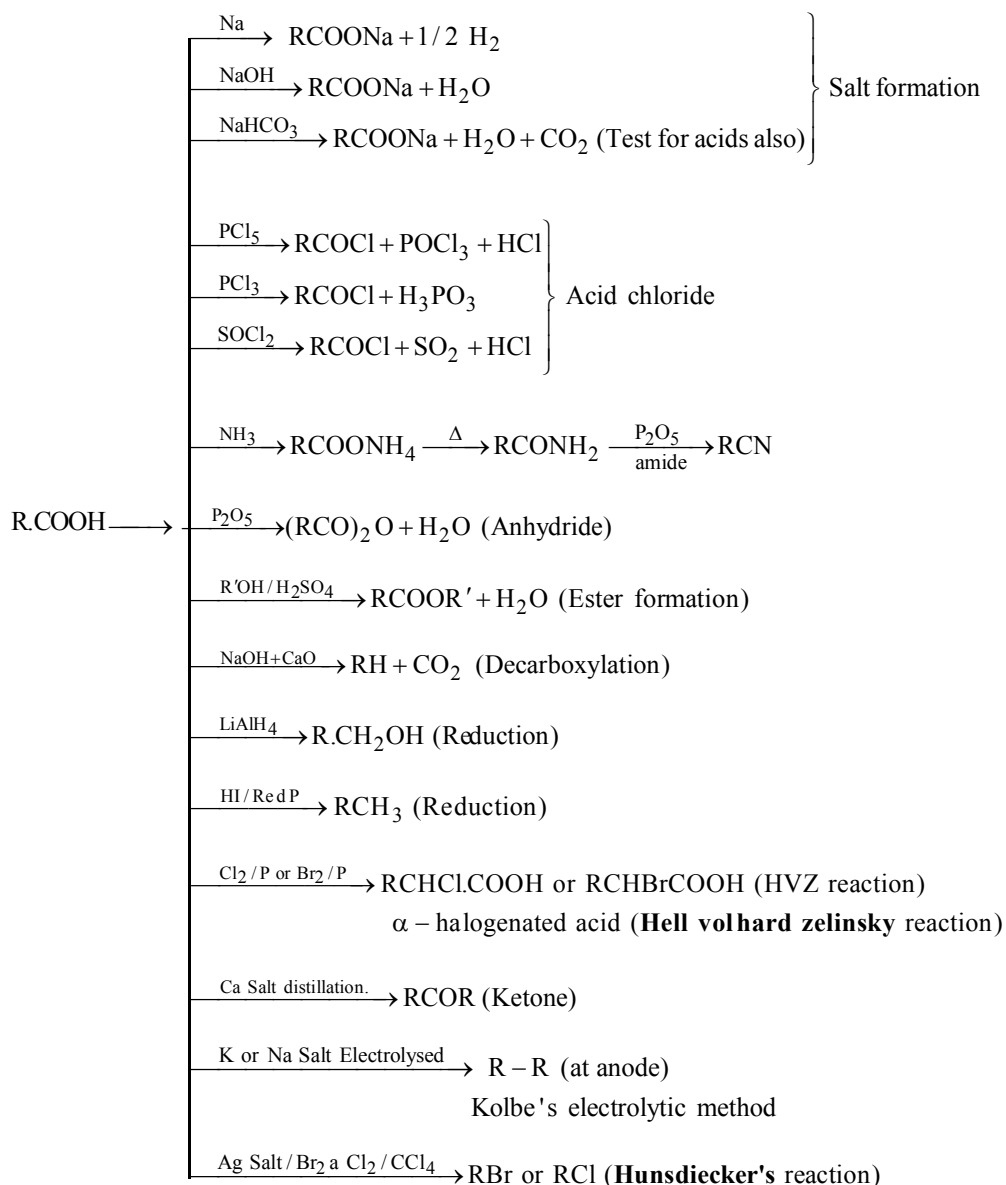 Na → RCOONa + 1/2 H₂
NaOH → RCOONa + H₂O
Salt formation
NaHCO₃ → RCOONa + H₂O + CO₂ (Test for acids also)
PCl₅ → RCOCl + POCl₃ + HCl
PCl₃ → RCOCl + H₃PO₃
Acid chloride
SOCl₂ → RCOCl + SO₂ + HCl
NH₃ → RCOONH₄ Δ → RCONH₂ P₂O₅ amide → RCN
R.COOH → P₂O₅ → (RCO)₂O + H₂O (Anhydride)
R′OH / H₂SO₄ → RCOOR′ + H₂O (Ester formation)
NaOH+CaO → RH + CO₂ (Decarboxylation)
LiAlH₄ → R.CH₂OH (Reduction)
HI / Red P → RCH₃ (Reduction)
Cl₂ / P or Br₂ / P → RCHCl.COOH or RCHBrCOOH (HVZ reaction)
α – halogenated acid (Hell volhard zelinsky reaction)
Ca Salt distillation. → RCOR (Ketone)
K or Na Salt Electrolysed → R – R (at anode)
Kolbe's electrolytic method
Ag Salt / Br₂ a Cl₂ / CCl₄ → RBr or RCl (Hunsdiecker's reaction)